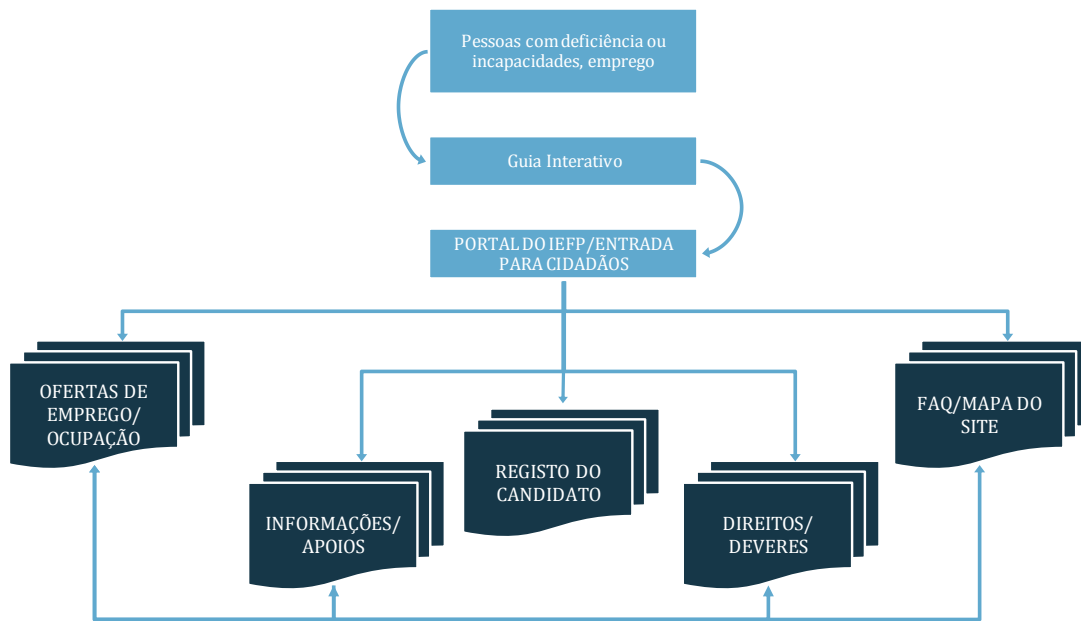 Pessoas com deficiência ou
incapacidades, emprego
Guia Interativo
PORTAL DO IEFP/ENTRADA
PARA CIDADÃOS
OFERTAS DE
EMPREGO/
OCUPAÇÃO
FAQ/MAPA DO
SITE
REGISTO DO
CANDIDATO
INFORMAÇÕES/
APOIOS
DIREITOS/
DEVERES